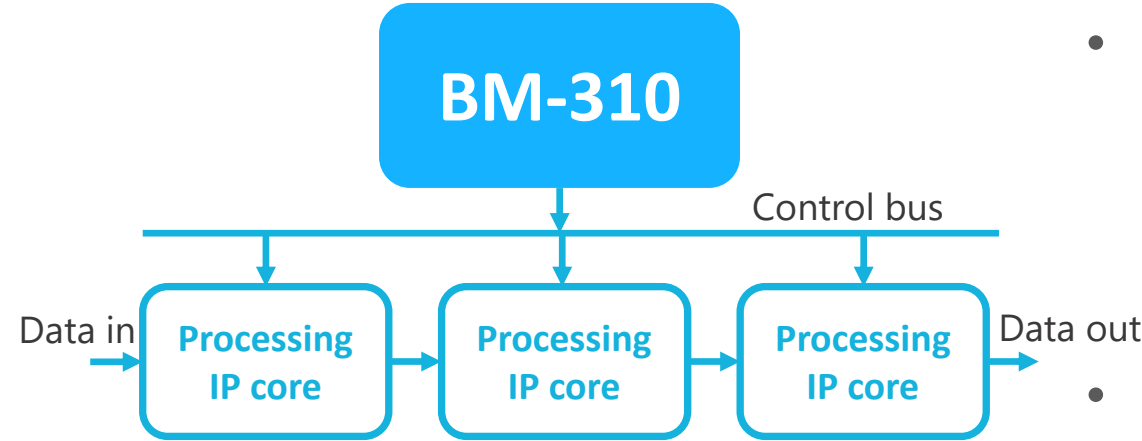 BM-310
Control bus
Data in
Processing
IP core
Processing
IP core
Processing
IP core
Data out